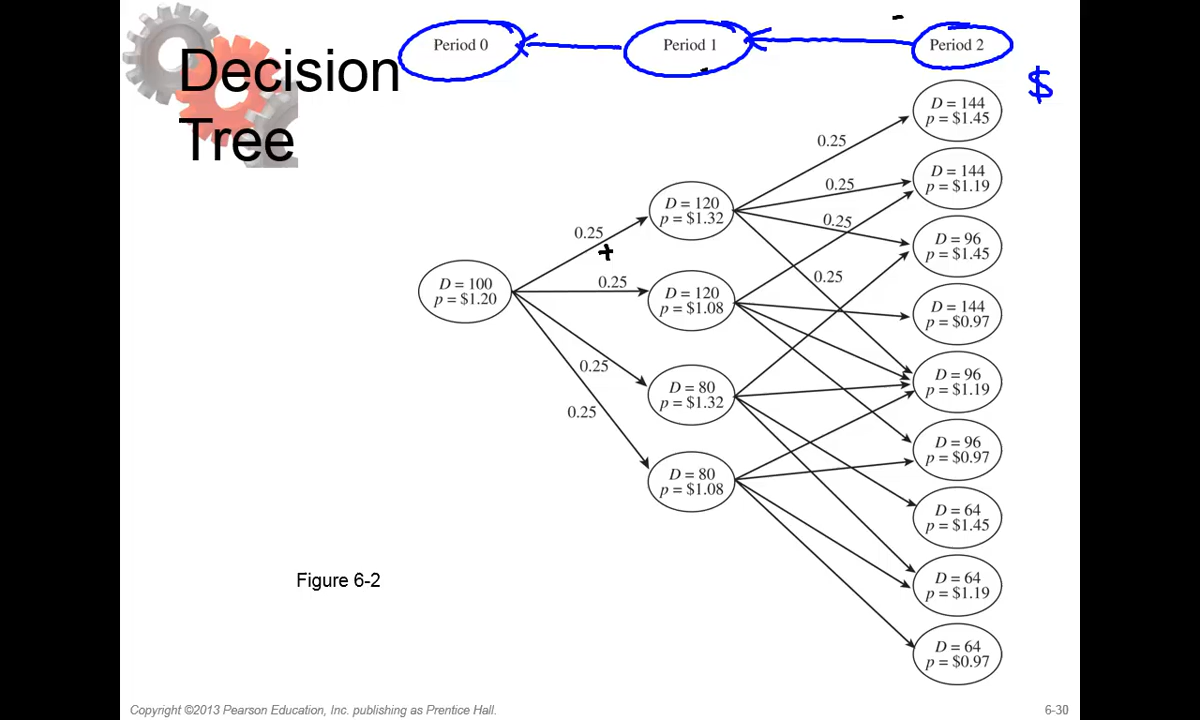 Decision
Tree
Period 0
Period 1
Period 2
$
D = 100
p = $1.20
0.25
0.25
0.25
0.25
D = 120
p = $1.32
D = 120
p = $1.08
D = 80
p = $1.32
D = 80
p = $1.08
0.25
0.25
0.25
0.25
D = 144
p = $1.45
D = 144
p = $1.19
D = 96
p = $1.45
D = 144
p = $0.97
D = 96
p = $1.19
D = 96
p = $0.97
D = 64
p = $1.45
D = 64
p = $1.19
D = 64
p = $0.97
Figure 6-2
Copyright ©2013 Pearson Education, Inc. publishing as Prentice Hall.
6-30